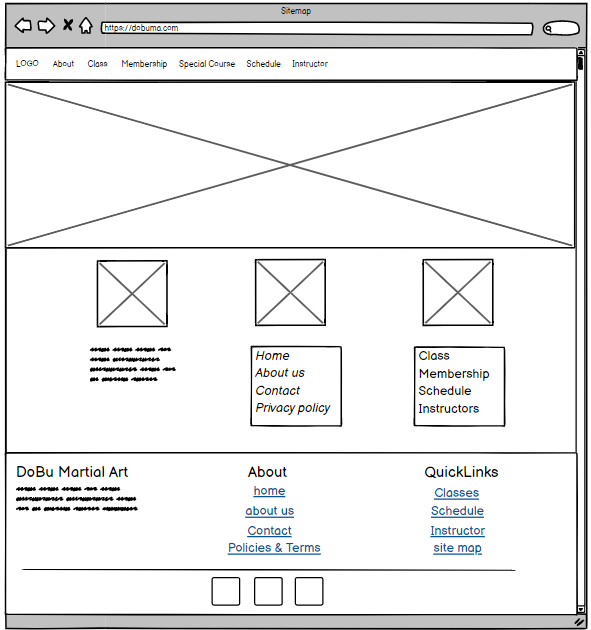 Sitemap
https://dobuma.com
LOGO About Class Membership Special Course Schedule Instructor
Home
About us
Contact
Privacy policy
Class
Membership
Schedule
Instructors
DoBu Martial Art
About
home
about us
Contact
Policies & Terms
QuickLinks
Classes
Schedule
Instructor
site map